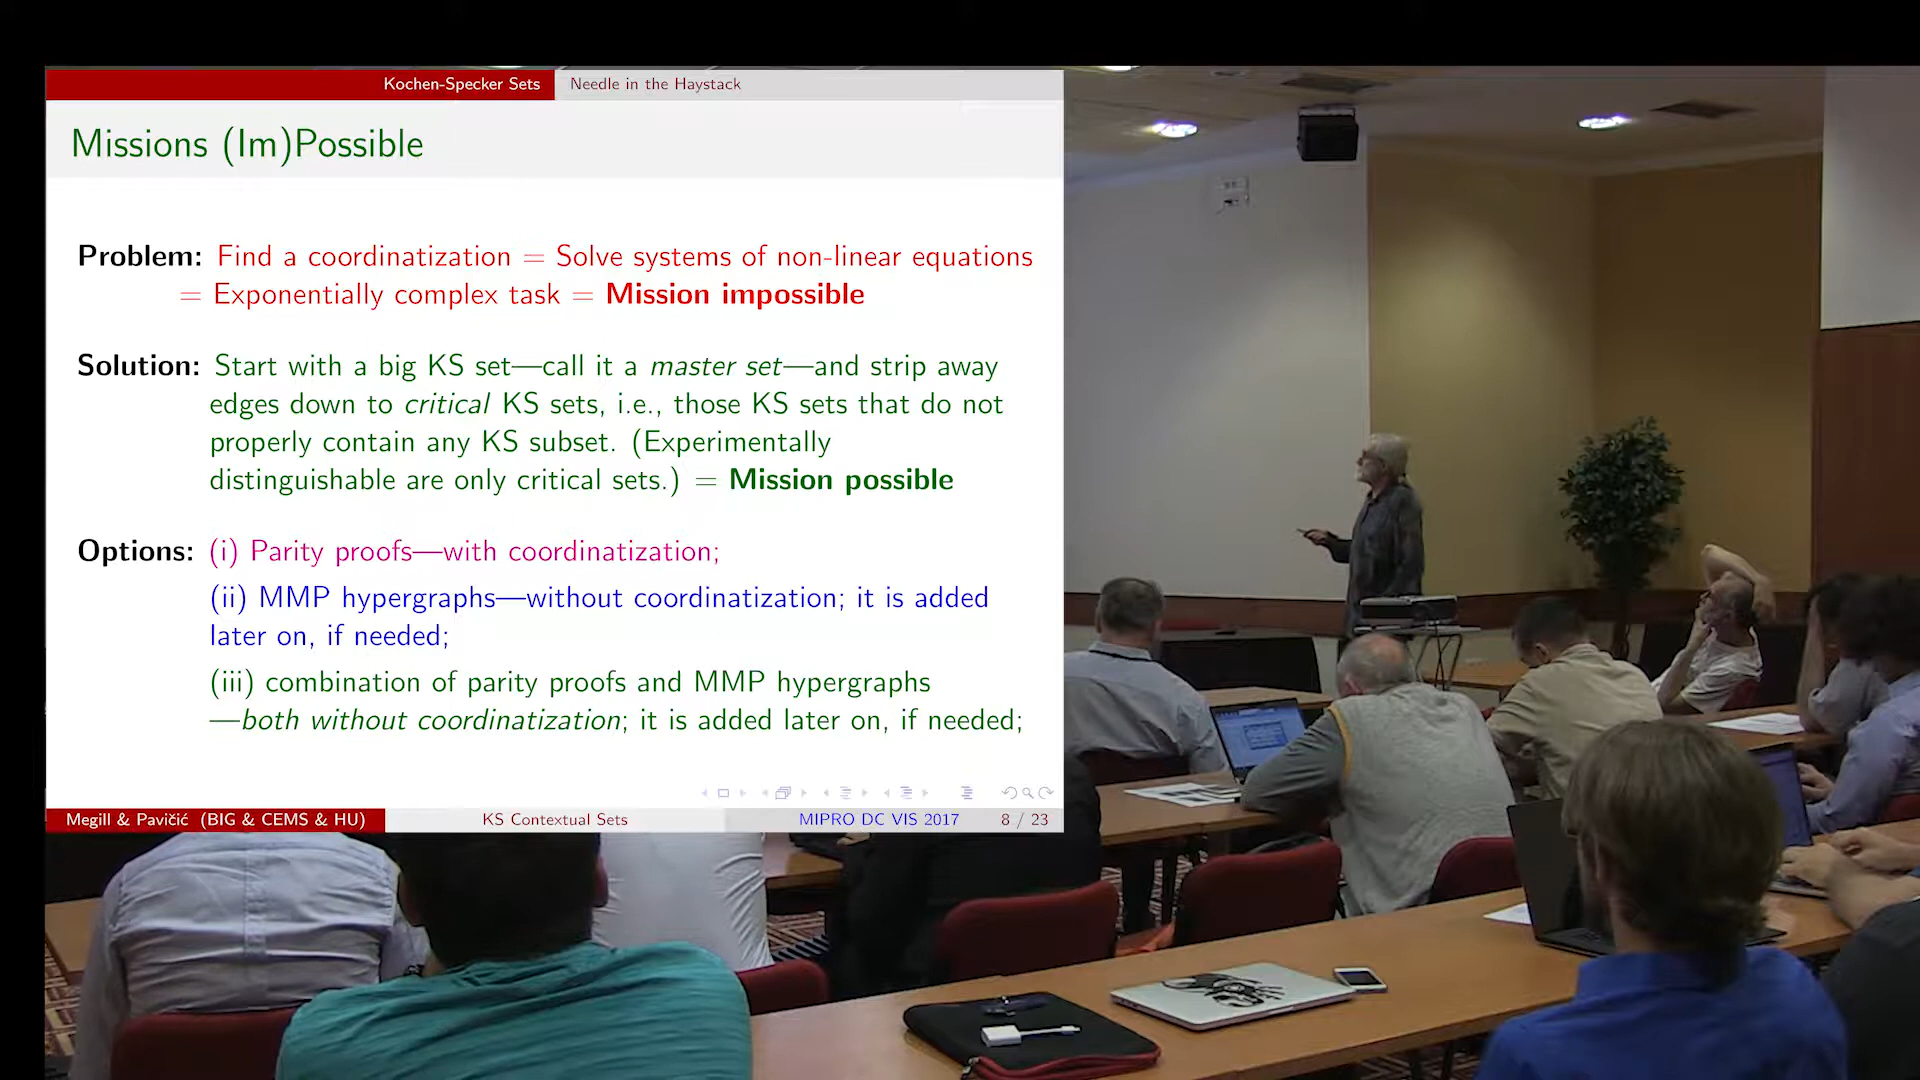 Kochen-Specker Sets Needle in the Haystack
Missions (Im)Possible
Problem: Find a coordinatization = Solve systems of non-linear equations
= Exponentially complex task = Mission impossible
Solution: Start with a big KS set—call it a master set—and strip away
edges down to critical KS sets, i.e., those KS sets that do not
properly contain any KS subset. (Experimentally
distinguishable are only critical sets.) = Mission possible
Options: (i) Parity proofs—with coordinatization;
(ii) MMP hypergraphs—without coordinatization; it is added
later on, if needed;
(iii) combination of parity proofs and MMP hypergraphs
—both without coordinatization; it is added later on, if needed;
Megill & Pavičić (BIG & CEMS & HU) KS Contextual Sets MIPRO DC VIS 2017 8 / 23